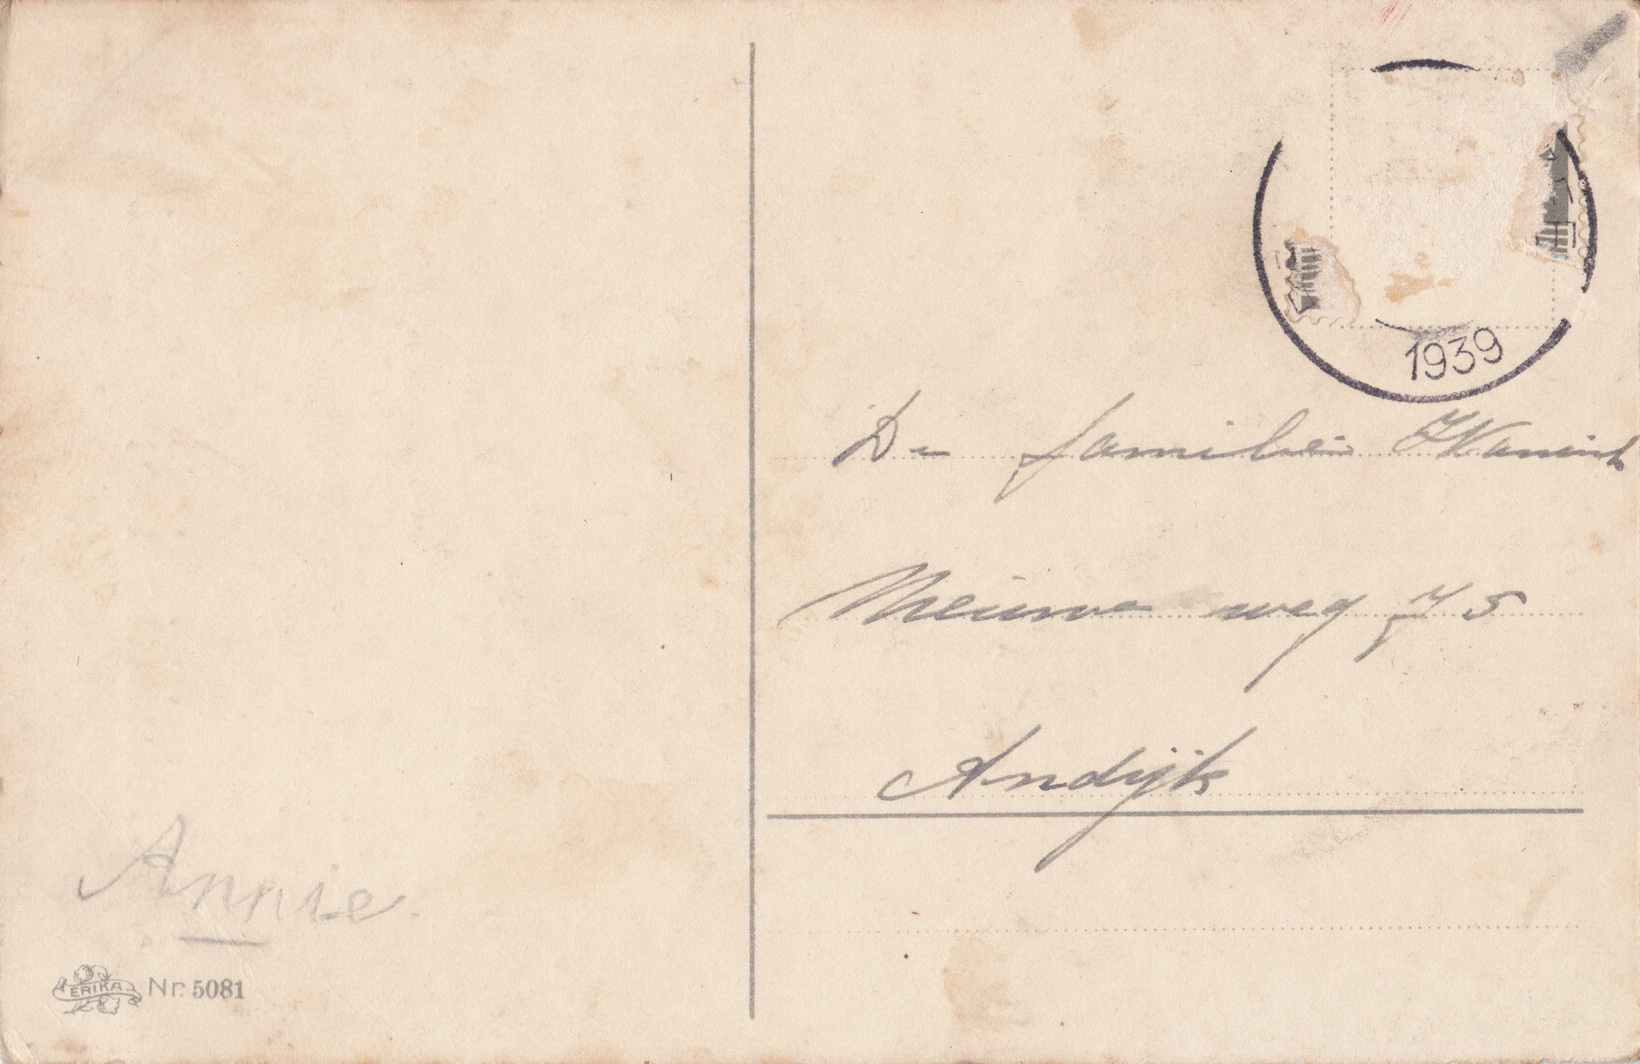 1939
De familie
Nieuwe weg 75
Andijk
Annie
ERIKA Nr. 5081